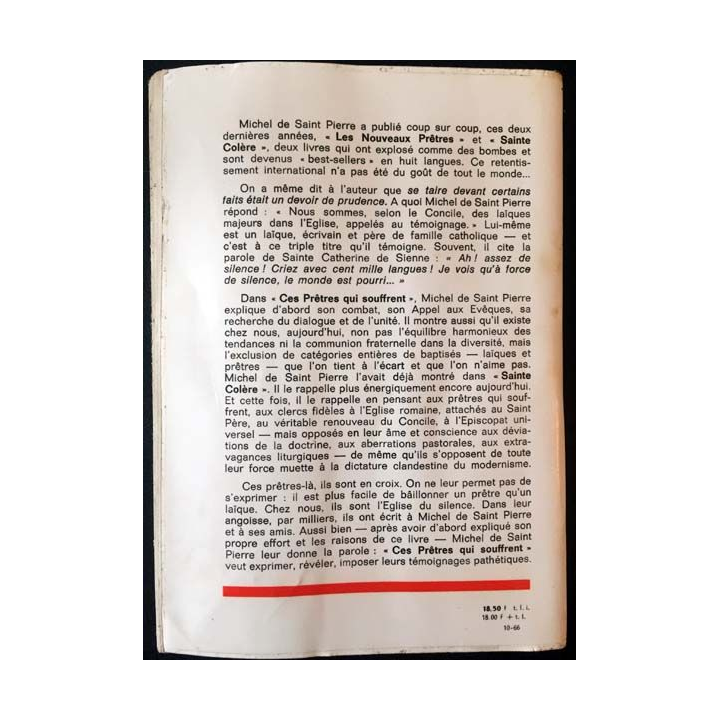 Michel de Saint Pierre a publié coup sur coup, ces deux
dernières années, « Les Nouveaux Prêtres » et « Sainte
Colère », deux livres qui ont explosé comme des bombes et
sont devenus « best-sellers » en huit langues. Ce retentis-
sement international n'a pas été du goût de tout le monde...
On a même dit à l'auteur que se taire devant certains
faits était un devoir de prudence. A quoi Michel de Saint Pierre
répond : « Nous sommes, selon le Concile, des laïques
majeurs dans l'Eglise, appelés au témoignage. » Lui-même
est un laïque, écrivain et père de famille catholique — et
c'est à ce triple titre qu'il témoigne. Souvent, il cite la
parole de Sainte Catherine de Sienne : « Ah ! assez de
silence ! Criez avec cent mille langues ! Je vois qu'à force
de silence, le monde est pourri... »
Dans « Ces Prêtres qui souffrent », Michel de Saint Pierre
explique d'abord son combat, son Appel aux Evêques, sa
recherche du dialogue et de l'unité. Il montre aussi qu'il existe
chez nous, aujourd'hui, non pas l'équilibre harmonieux des
tendances ni la communion fraternelle dans la diversité, mais
l'exclusion de catégories entières de baptisés — laïques et
prêtres — que l'on tient à l'écart et que l'on n'aime pas.
Michel de Saint Pierre l'avait déjà montré dans « Sainte
Colère ». Il le rappelle plus énergiquement encore aujourd'hui.
Et cette fois, il le rappelle en pensant aux prêtres qui souf-
frent, aux clercs fidèles à l'Eglise romaine, attachés au Saint
Père, au véritable renouveau du Concile, à l'Episcopat uni-
versel — mais opposés en leur âme et conscience aux dévia-
tions de la doctrine, aux aberrations pastorales, aux extra-
vagances liturgiques — de même qu'ils s'opposent de toute
leur force muette à la dictature clandestine du modernisme.
Ces prêtres-là, ils sont en croix. On ne leur permet pas de
s'exprimer : il est plus facile de bâillonner un prêtre qu'un
laïque. Chez nous, ils sont l'Eglise du silence. Dans leur
angoisse, par milliers, ils ont écrit à Michel de Saint Pierre
et à ses amis. Aussi bien — après avoir d'abord expliqué son
propre effort et les raisons de ce livre — Michel de Saint
Pierre leur donne la parole : « Ces Prêtres qui souffrent »
veut exprimer, révéler, imposer leurs témoignages pathétiques.
18.50 f t. l. i.
18.00 f + t. l.
10-66